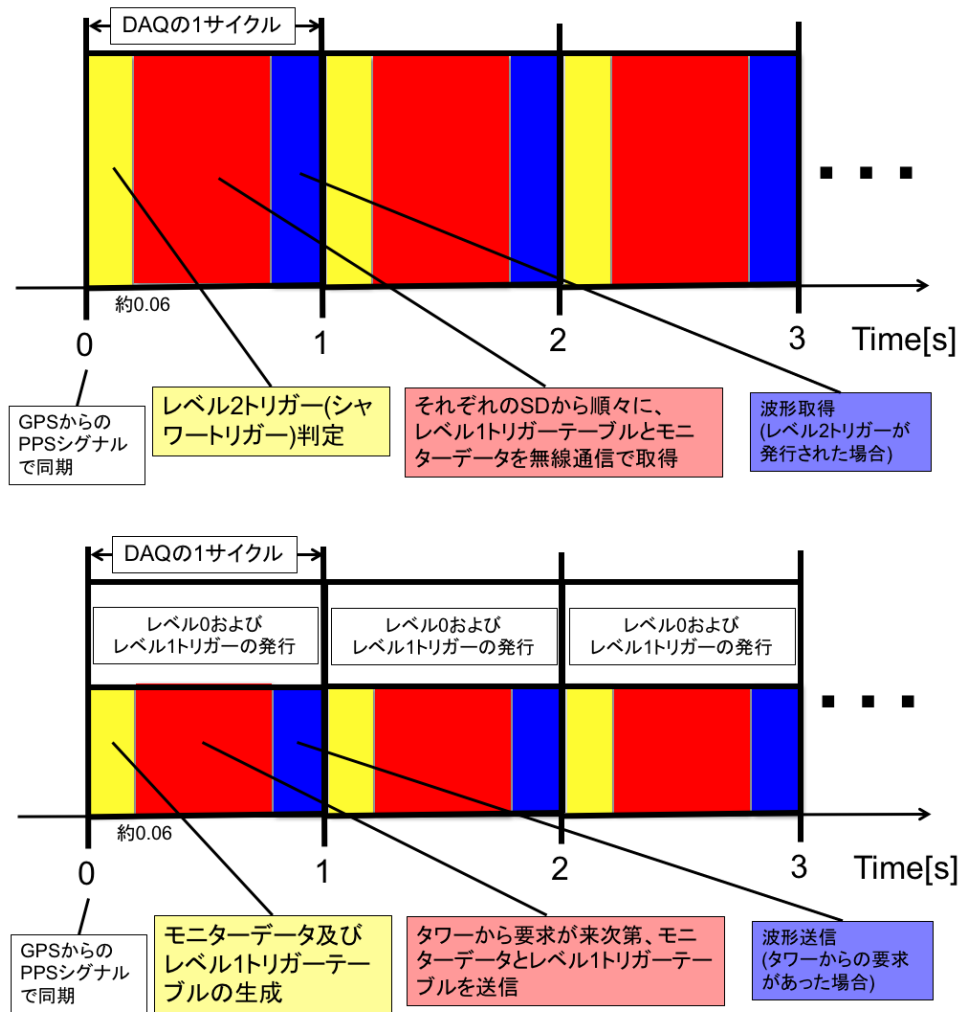 DAQの1サイクル
約0.06
0
1
2
3
Time[s]
GPSからの
PPSシグナル
で同期
レベル2トリガー(シャ
ワートリガー)判定
それぞれのSDから順々に、
レベル1トリガーテーブルとモニ
ターデータを無線通信で取得
波形取得
(レベル2トリガーが
発行された場合)
DAQの1サイクル
レベル0および
レベル1トリガーの発行
レベル0および
レベル1トリガーの発行
レベル0および
レベル1トリガーの発行
約0.06
0
1
2
3
Time[s]
GPSからの
PPSシグナル
で同期
モニターデータ及び
レベル1トリガーテー
ブルの生成
タワーから要求が来次第、モニ
ターデータとレベル1トリガーテー
ブルを送信
波形送信
(タワーからの要求
があった場合)